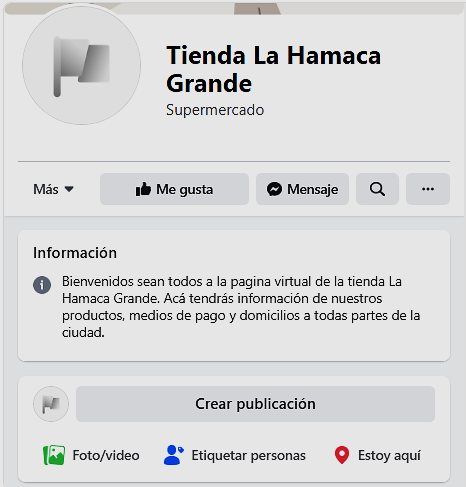 Tienda La Hamaca
Grande
Supermercado
Más
Me gusta
Mensaje
Información
Bienvenidos sean todos a la pagina virtual de la tienda La
Hamaca Grande. Acá tendrás información de nuestros
productos, medios de pago y domicilios a todas partes de la
ciudad.
Crear publicación
Foto/video
Etiquetar personas
Estoy aquí